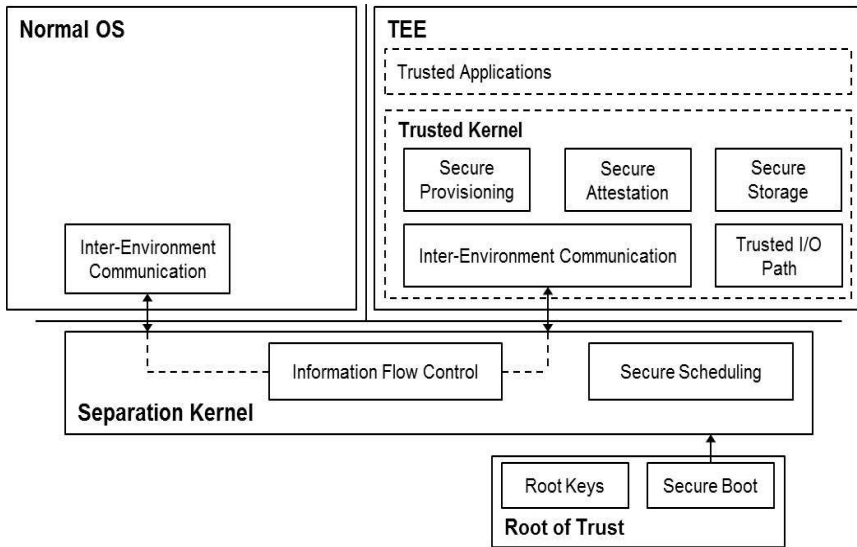 Normal OS
TEE
Trusted Applications
Trusted Kernel
Secure
Provisioning
Secure
Attestation
Secure
Storage
Inter-Environment
Communication
Inter-Environment Communication
Trusted I/O
Path
Information Flow Control
Secure Scheduling
Separation Kernel
Root Keys
Secure Boot
Root of Trust